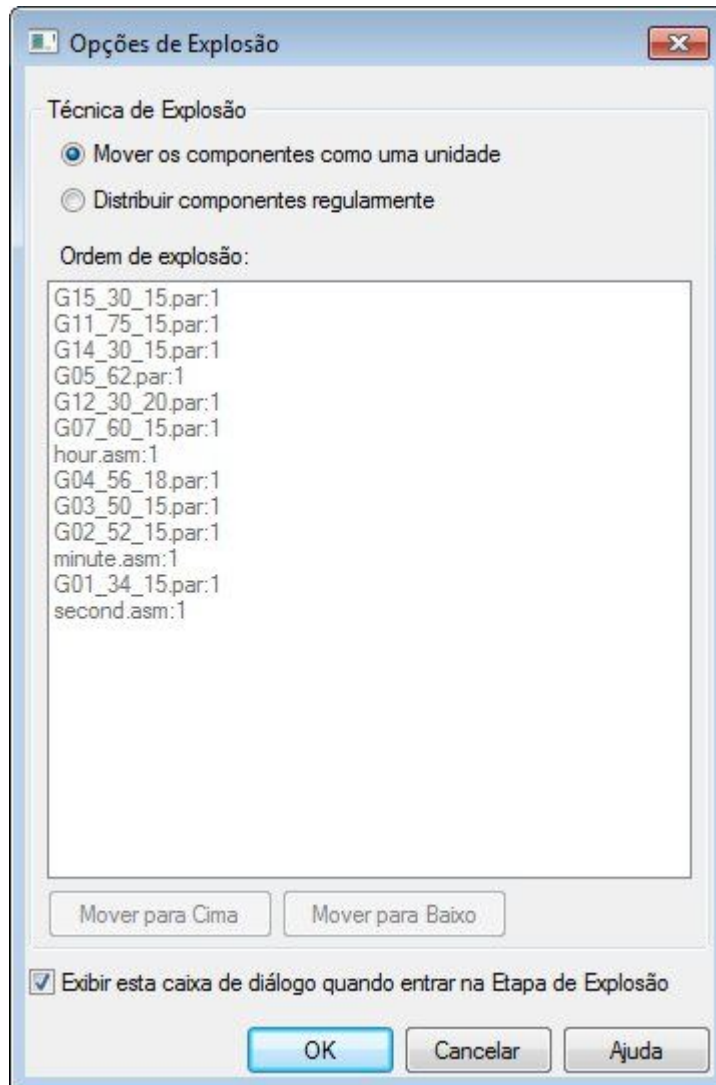 Opções de Explosão
Técnica de Explosão
Mover os componentes como uma unidade
Distribuir componentes regularmente
Ordem de explosão:
G15_30_15.par:1
G11_75_15.par:1
G14_30_15.par:1
G05_62.par:1
G12_30_20.par:1
G07_60_15.par:1
hour.asm:1
G04_56_18.par:1
G03_50_15.par:1
G02_52_15.par:1
minute.asm:1
G01_34_15.par:1
second.asm:1
Mover para Cima Mover para Baixo
Exibir esta caixa de diálogo quando entrar na Etapa de Explosão
OK Cancelar Ajuda